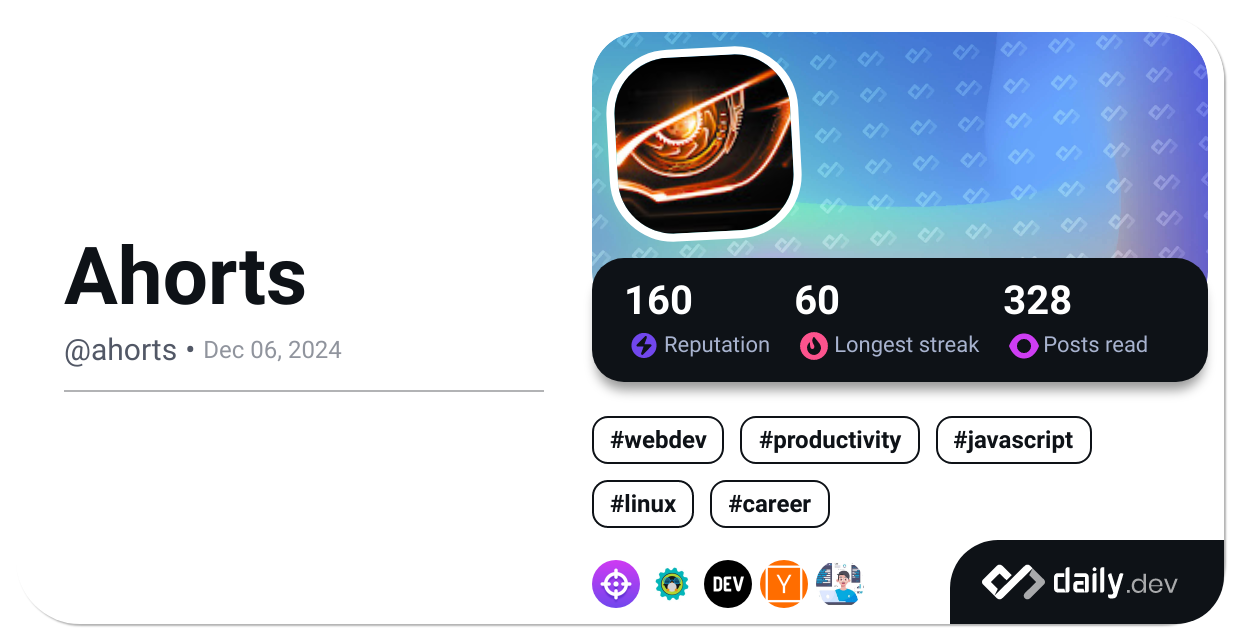 Ahorts
@ahorts • Dec 06, 2024
160 60 328
Reputation Longest streak Posts read
#webdev #productivity #javascript
#linux #career
DEV Y
daily.dev